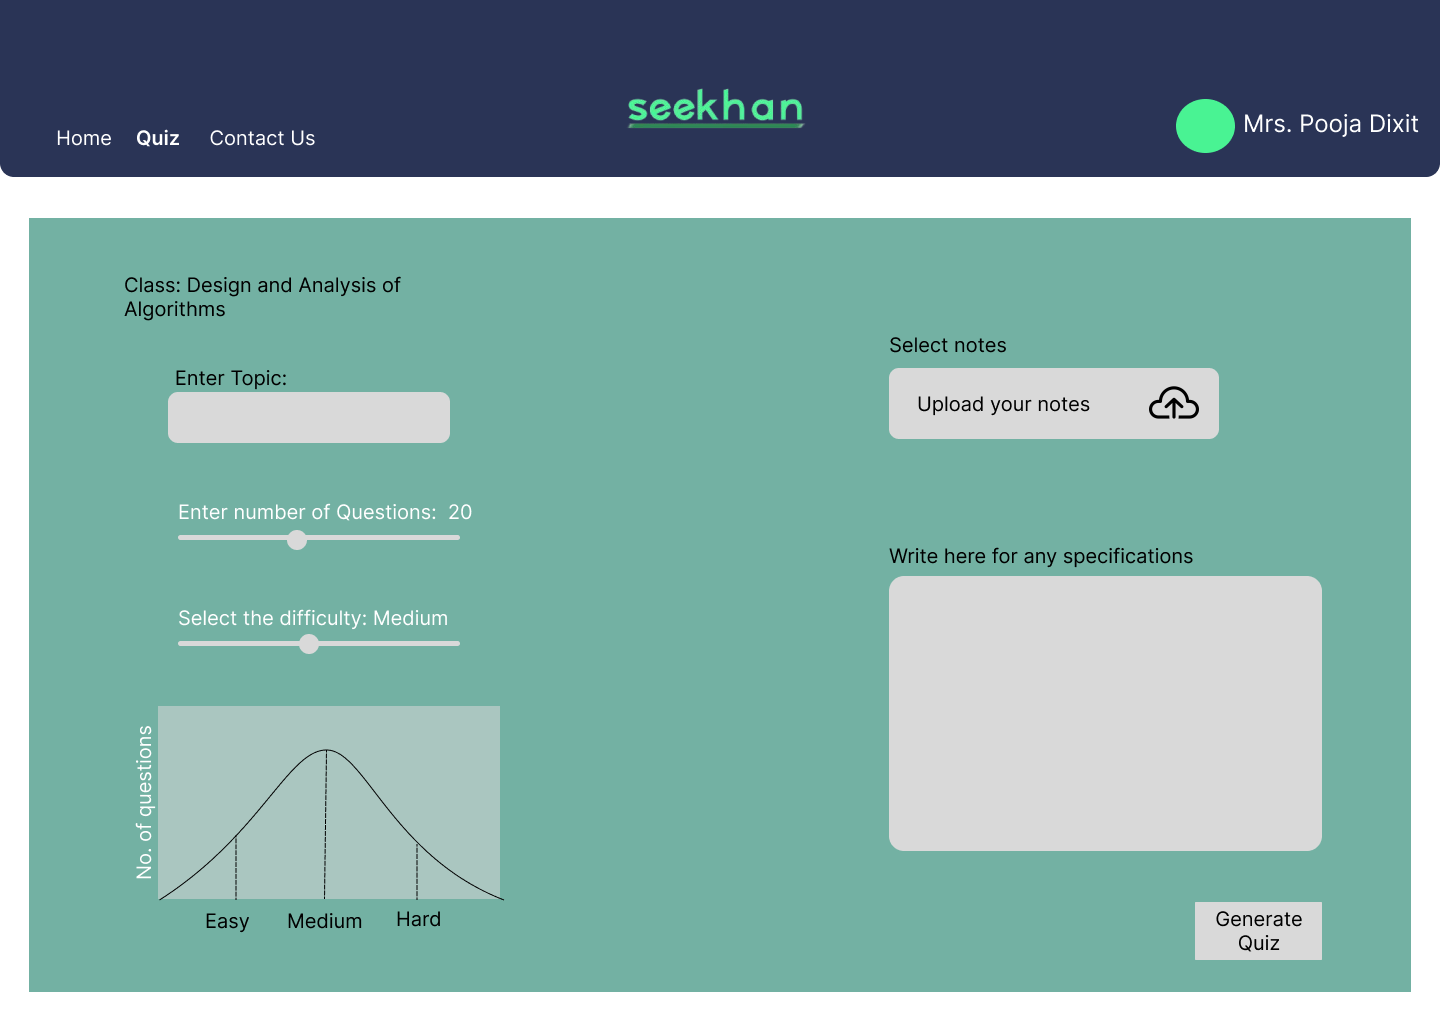 Home Quiz Contact Us
seekhan
Mrs. Pooja Dixit
Class: Design and Analysis of
Algorithms
Enter Topic:
Enter number of Questions: 20
Select the difficulty: Medium
No. of questions
Easy Medium Hard
Select notes
Upload your notes
Write here for any specifications
Generate
Quiz